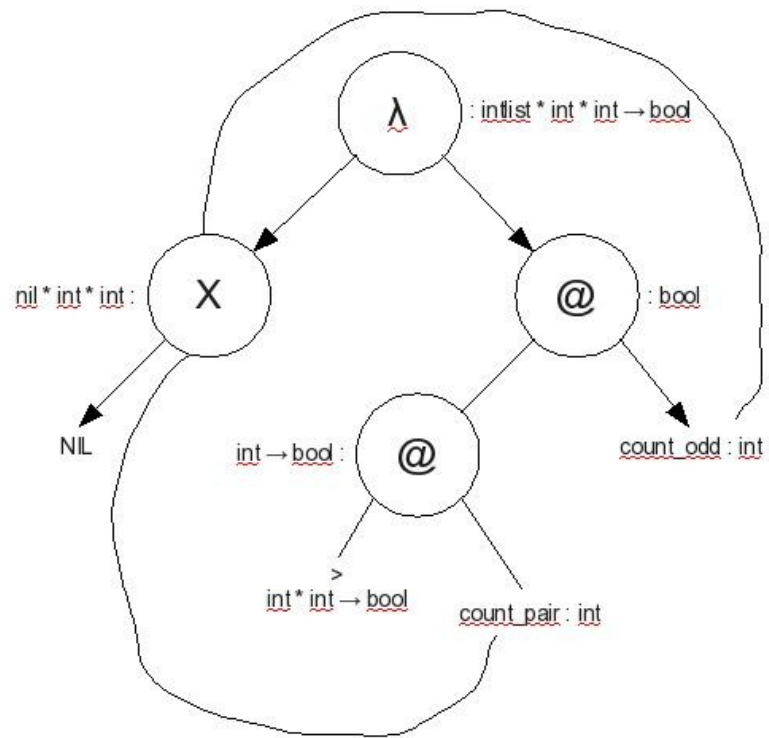 λ
: intlist * int * int → bool
nil * int * int :
X
@
: bool
NIL
int → bool :
@
count_odd : int
>
int * int → bool
count_pair : int